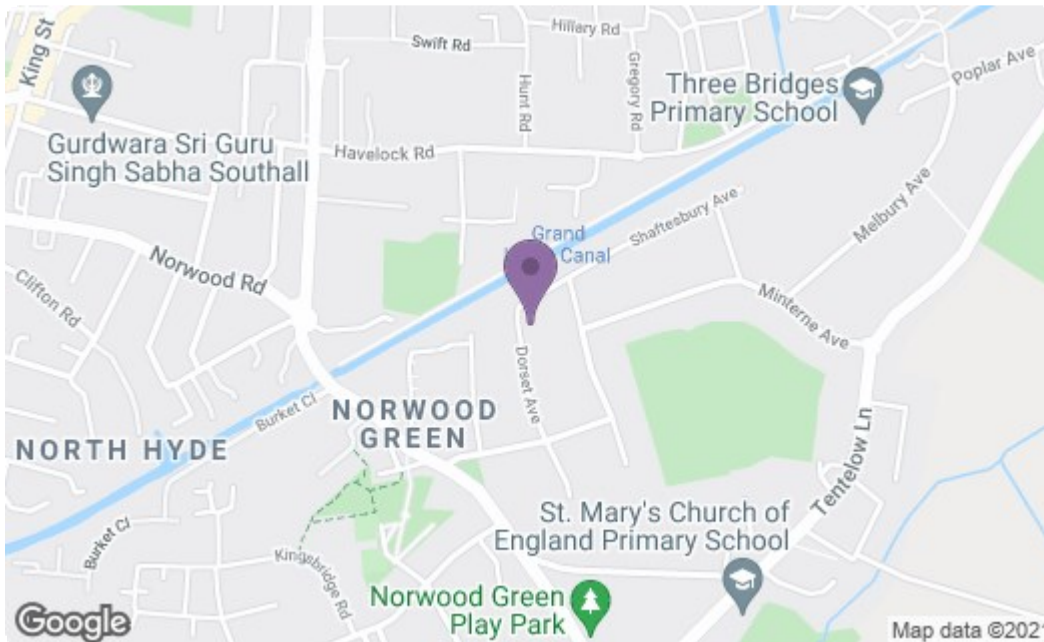 King St
Swift Rd
Hillary Rd
Hunt Rd
Gregory Rd
Poplar Ave
Three Bridges
Primary School
Gurdwara Sri Guru
Singh Sabha Southall
Havelock Rd
Shaftesbury Ave
Melbury Ave
Grand
Canal
Norwood Rd
Clifton Rd
Minterne Ave
Dorset Ave
Burket Cl
NORWOOD
GREEN
NORTH HYDE
Tentelow Ln
St. Mary's Church of
England Primary School
Burket Cl
Kingsbridge Rd
Norwood Green
Play Park
Google
Map data ©2021